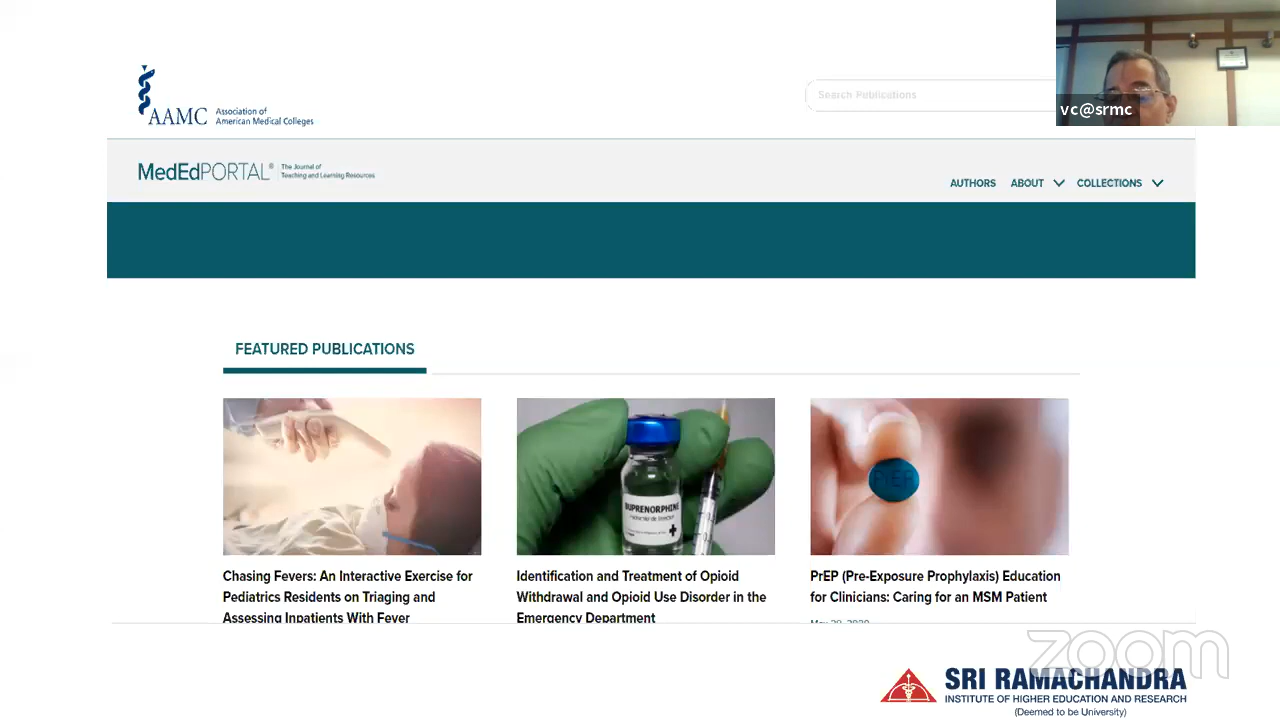 AAMC
Association of
American Medical Colleges
Search Publications
vc@srmc
MedEdPORTAL®
The Journal of
Teaching and Learning Resources
AUTHORS
ABOUT
COLLECTIONS
FEATURED PUBLICATIONS
BUPRENORPHINE
Chasing Fevers: An Interactive Exercise for
Pediatrics Residents on Triaging and
Assessing Inpatients With Fever
Identification and Treatment of Opioid
Withdrawal and Opioid Use Disorder in the
Emergency Department
PrEP (Pre-Exposure Prophylaxis) Education
for Clinicians: Caring for an MSM Patient
zoom
SRI RAMACHANDRA
INSTITUTE OF HIGHER EDUCATION AND RESEARCH
(Deemed to be University)